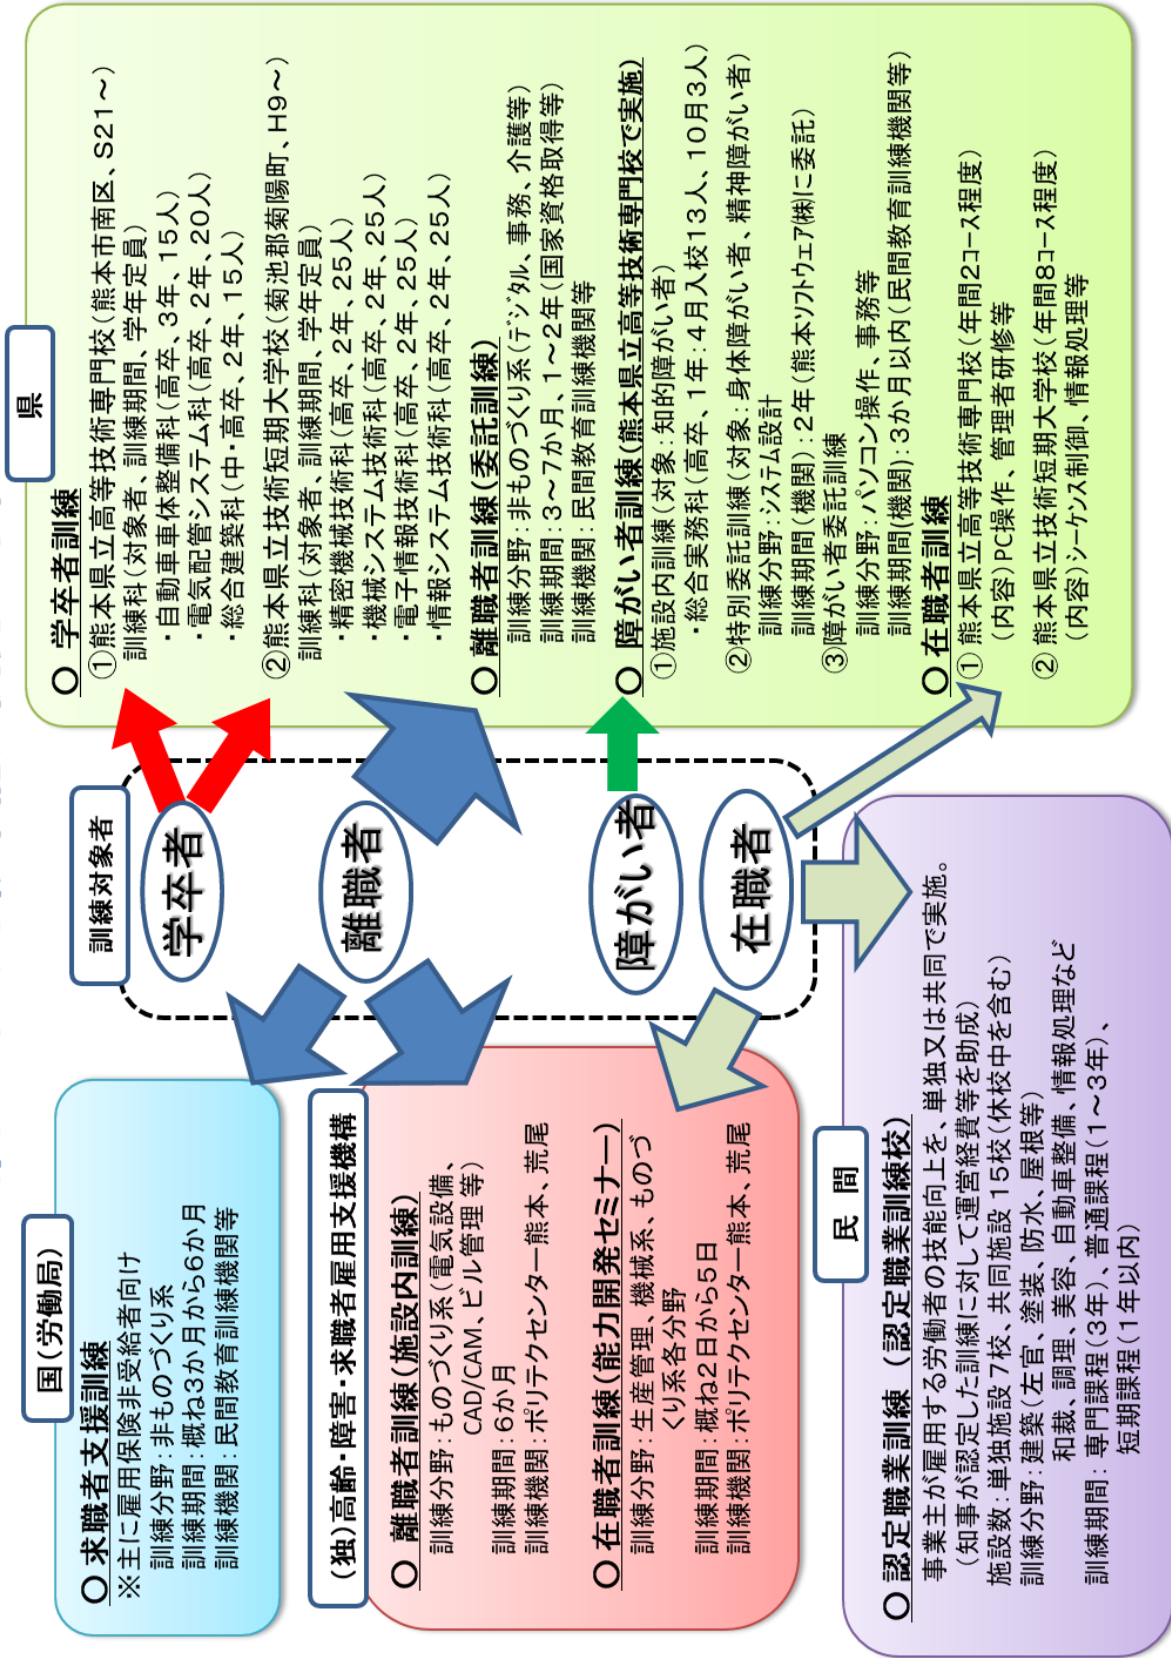 国(労働局)
○ 求職者支援訓練
※主に雇用保険非受給者向け
訓練分野:非ものづくり系
訓練期間:概ね3か月から6か月
訓練機関:民間教育訓練機関等
(独)高齢・障害・求職者雇用支援機構
○ 離職者訓練(施設内訓練)
訓練分野:ものづくり系(電気設備、
CAD/CAM、ビル管理 等)
訓練期間:6か月
訓練機関:ポリテクセンター熊本、荒尾
○ 在職者訓練(能力開発セミナー)
訓練分野:生産管理、機械系、ものづ
くり系各分野
訓練期間:概ね2日から5日
訓練機関:ポリテクセンター熊本、荒尾
民 間
○ 認定職業訓練 (認定職業訓練校)
事業主が雇用する労働者の技能向上を、単独又は共同で実施。
(知事が認定した訓練に対して運営経費等を助成)
施設数:単独施設 7校、共同施設 15校(休校中を含む)
訓練分野:建築(左官、塗装、防水、屋根等)
和裁、調理、美容、自動車整備、情報処理など
訓練期間: 専門課程(3年)、普通課程(1~3年)、
短期課程(1年以内)
訓練対象者
学卒者
離職者
障がい者
在職者
県
○ 学卒者訓練
①熊本県立高等技術専門校(熊本市南区、S21~)
訓練科(対象者、訓練期間、学年定員)
・自動車車体整備科(高卒、3年、15人)
・電気配管システム科(高卒、2年、20人)
・総合建築科(中・高卒、2年、15人)
②熊本県立技術短期大学校(菊池郡菊陽町、H9~)
訓練科(対象者、訓練期間、学年定員)
・精密機械技術科(高卒、2年、25人)
・機械システム技術科(高卒、2年、25人)
・電子情報技術科(高卒、2年、25人)
・情報システム技術科(高卒、2年、25人)
○ 離職者訓練(委託訓練)
訓練分野:非ものづくり系(デジタル、事務、介護等)
訓練期間:3~7か月、1~2年(国家資格取得等)
訓練機関:民間教育訓練機関等
○ 障がい者訓練(熊本県立高等技術専門校で実施)
①施設内訓練(対象:知的障がい者)
・総合実務科(高卒、1年:4月入校13人、10月3人)
②特別委託訓練(対象:身体障がい者、精神障がい者)
訓練分野:システム設計
訓練期間(機関):2年(熊本ソフトウェア㈱に委託)
③障がい者委託訓練
訓練分野:パソコン操作、事務等
訓練期間(機関):3か月以内(民間教育訓練機関等)
○ 在職者訓練
① 熊本県立高等技術専門校(年間2コース程度)
(内容)PC操作、管理者研修等
② 熊本県立技術短期大学校(年間8コース程度)
(内容)シーケンス制御、情報処理等